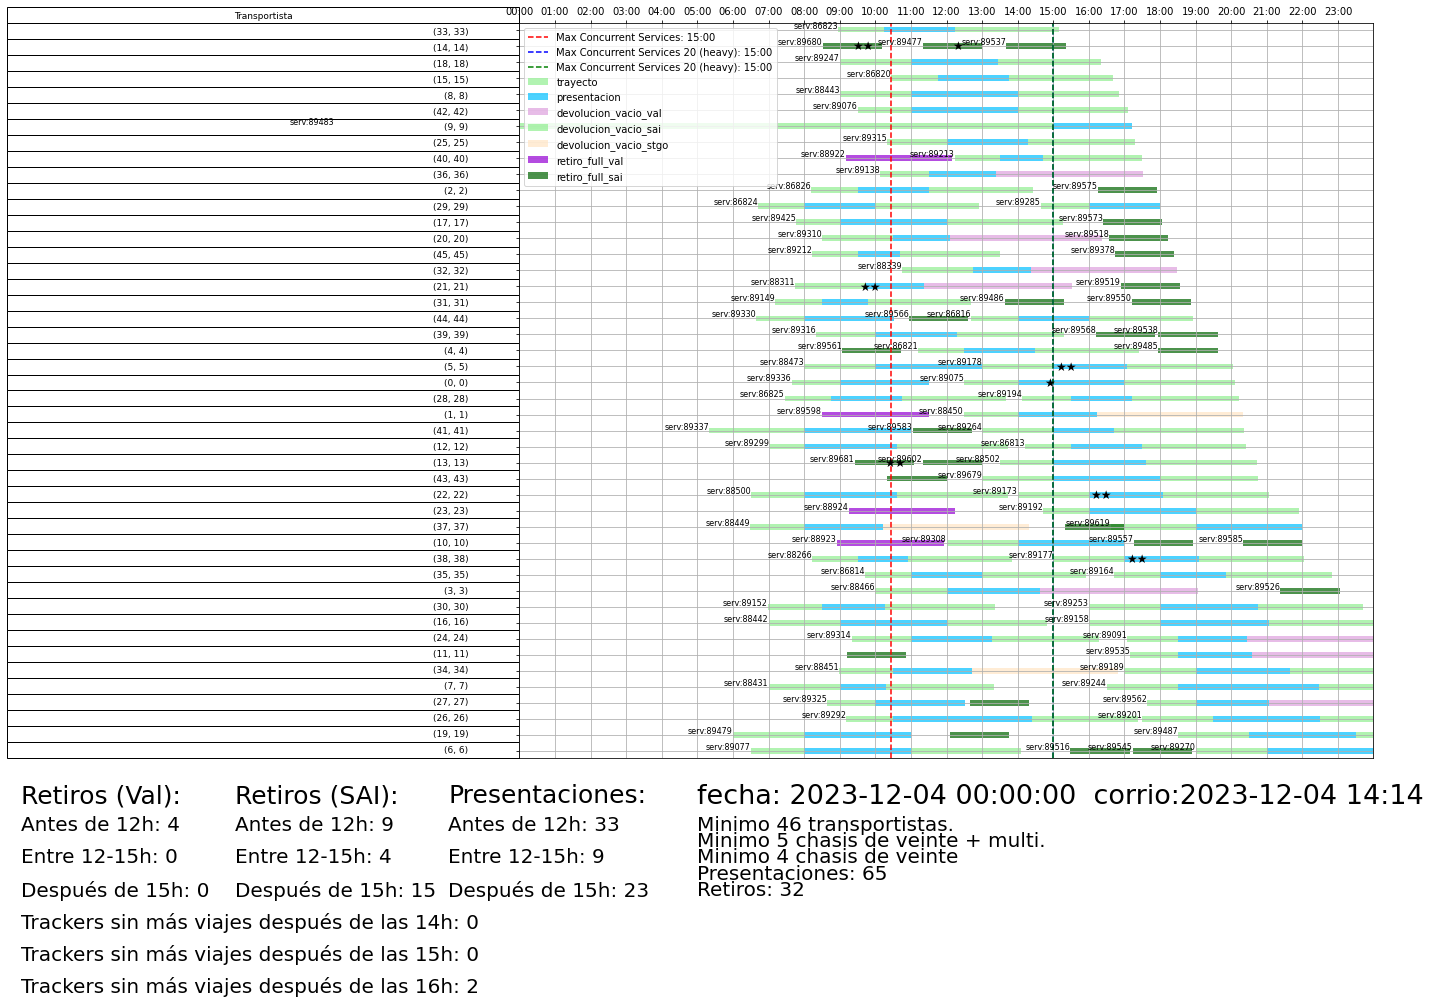 Transportista
00:00 01:00 02:00 03:00 04:00 05:00 06:00 07:00 08:00 09:00 10:00 11:00 12:00 13:00 14:00 15:00 16:00 17:00 18:00 19:00 20:00 21:00 22:00 23:00
Max Concurrent Services: 15:00
Max Concurrent Services 20 (heavy): 15:00
Max Concurrent Services 20 (heavy): 15:00
trayecto
presentacion
devolucion_vacio_val
devolucion_vacio_sai
devolucion_vacio_stgo
retiro_full_val
retiro_full_sai
(33, 33) serv:86823
(14, 14) serv:89680 serv:89477 serv:89537
(18, 18) serv:89247
(15, 15) serv:86820
(8, 8) serv:88443
(42, 42) serv:89076
(9, 9) serv:89483
(25, 25) serv:89315
(40, 40) serv:88922 serv:89213
(36, 36) serv:89138
(2, 2) serv:86826 serv:89575
(29, 29) serv:86824 serv:89285
(17, 17) serv:89425 serv:89573
(20, 20) serv:89310 serv:89518
(45, 45) serv:89212 serv:89378
(32, 32) serv:88339
(21, 21) serv:88311 serv:89519
(31, 31) serv:89149 serv:89486 serv:89550
(44, 44) serv:89330 serv:89566 serv:86816
(39, 39) serv:89316 serv:89568 serv:89538
(4, 4) serv:89561 serv:86821 serv:89485
(5, 5) serv:88473 serv:89178
(0, 0) serv:89336 serv:89075
(28, 28) serv:86825 serv:89194
(1, 1) serv:89598 serv:88450
(41, 41) serv:89337 serv:89583 serv:89264
(12, 12) serv:89299 serv:86813
(13, 13) serv:89681 serv:89602 serv:88502
(43, 43) serv:89679
(22, 22) serv:88500 serv:89173
(23, 23) serv:88924 serv:89192
(37, 37) serv:88449 serv:89619
(10, 10) serv:88923 serv:89308 serv:89557 serv:89585
(38, 38) serv:88266 serv:89177
(35, 35) serv:86814 serv:89164
(3, 3) serv:88466 serv:89526
(30, 30) serv:89152 serv:89253
(16, 16) serv:88442 serv:89158
(24, 24) serv:89314 serv:89091
(11, 11) serv:89535
(34, 34) serv:88451 serv:89189
(7, 7) serv:88431 serv:89244
(27, 27) serv:89325 serv:89562
(26, 26) serv:89292 serv:89201
(19, 19) serv:89479 serv:89487
(6, 6) serv:89077 serv:89516 serv:89545 serv:89270
Retiros (Val):
Antes de 12h: 4
Entre 12-15h: 0
Después de 15h: 0
Retiros (SAI):
Antes de 12h: 9
Entre 12-15h: 4
Después de 15h: 15
Presentaciones:
Antes de 12h: 33
Entre 12-15h: 9
Después de 15h: 23
fecha: 2023-12-04 00:00:00 corrio:2023-12-04 14:14
Minimo 46 transportistas.
Minimo 5 chasis de veinte + multi.
Minimo 4 chasis de veinte
Presentaciones: 65
Retiros: 32
Trackers sin más viajes después de las 14h: 0
Trackers sin más viajes después de las 15h: 0
Trackers sin más viajes después de las 16h: 2